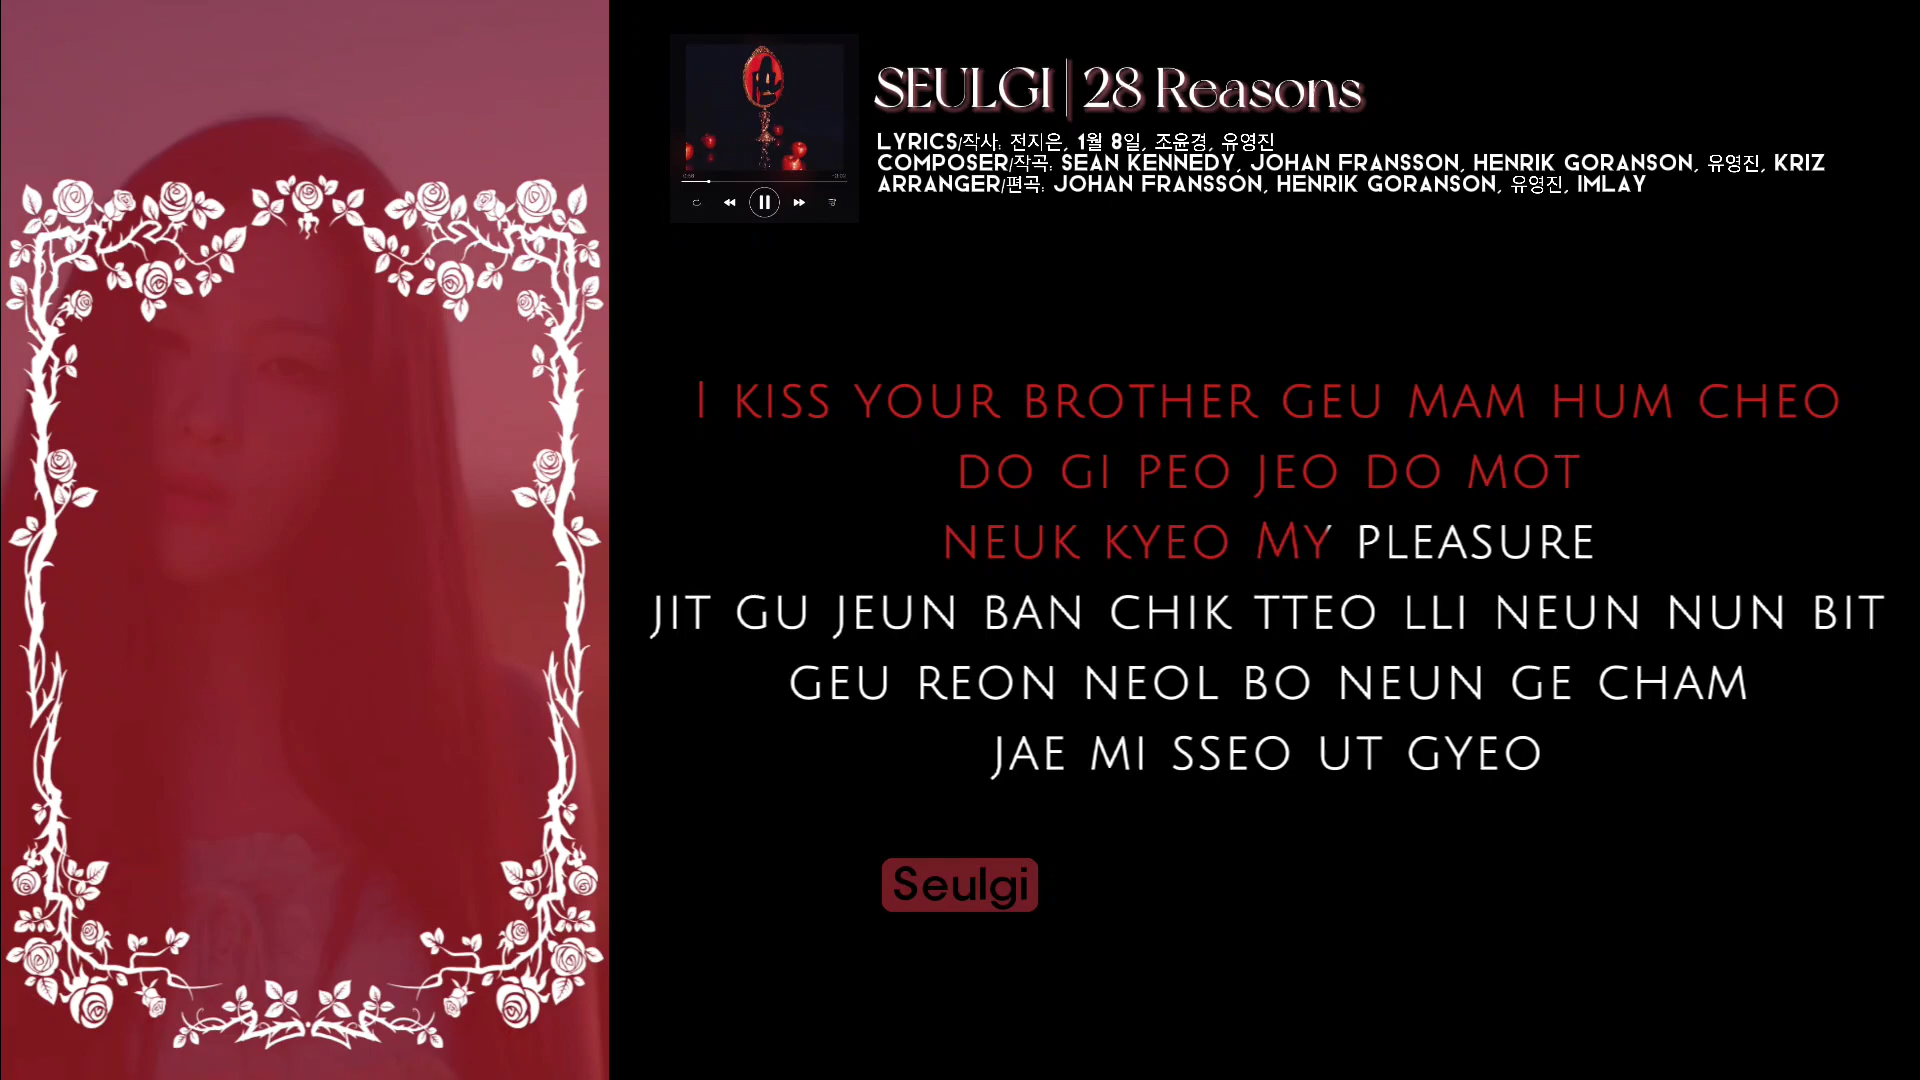 SEULGI | 28 Reasons
LYRICS/작사: 전지은, 1월 8일, 조윤경, 유영진
COMPOSER/작곡: SEAN KENNEDY, JOHAN FRANSSON, HENRIK GORANSON, 유영진, KRIZ
ARRANGER/편곡: JOHAN FRANSSON, HENRIK GORANSON, 유영진, IMLAY
I KISS YOUR BROTHER GEU MAM HUM CHEO
DO GI PEO JEO DO MOT
NEUK KYEO MY PLEASURE
JIT GU JEUN BAN CHIK TTEO LLI NEUN NUN BIT
GEU REON NEOL BO NEUN GE CHAM
JAE MI SSEO UT GYEO
Seulgi